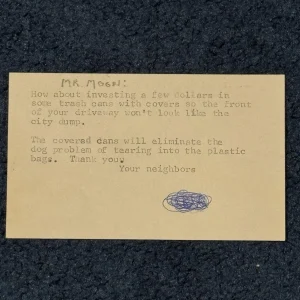 MR. MOON:
How about investing a few dollars in
some trash cans with covers so the front
of your driveway won't look like the
city dump.
The covered cans will eliminate the
dog problem of tearing into the plastic
bags. Thank you.
Your neighbors